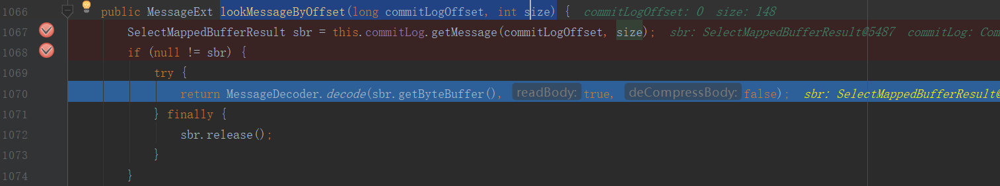 1066 public MessageExt lookMessageByOffset(long commitLogOffset, int size) { commitLogOffset: 0 size: 148
1067 SelectMappedBufferResult sbr = this.commitLog.getMessage(commitLogOffset, size); sbr: SelectMappedBufferResult@5487 commitLog: Com
1068 if (null != sbr) {
1069 try {
1070 return MessageDecoder.decode(sbr.getByteBuffer(), readBody: true, deCompressBody: false); sbr: SelectMappedBufferResult@
1071 } finally {
1072 sbr.release();
1073 }
1074 }